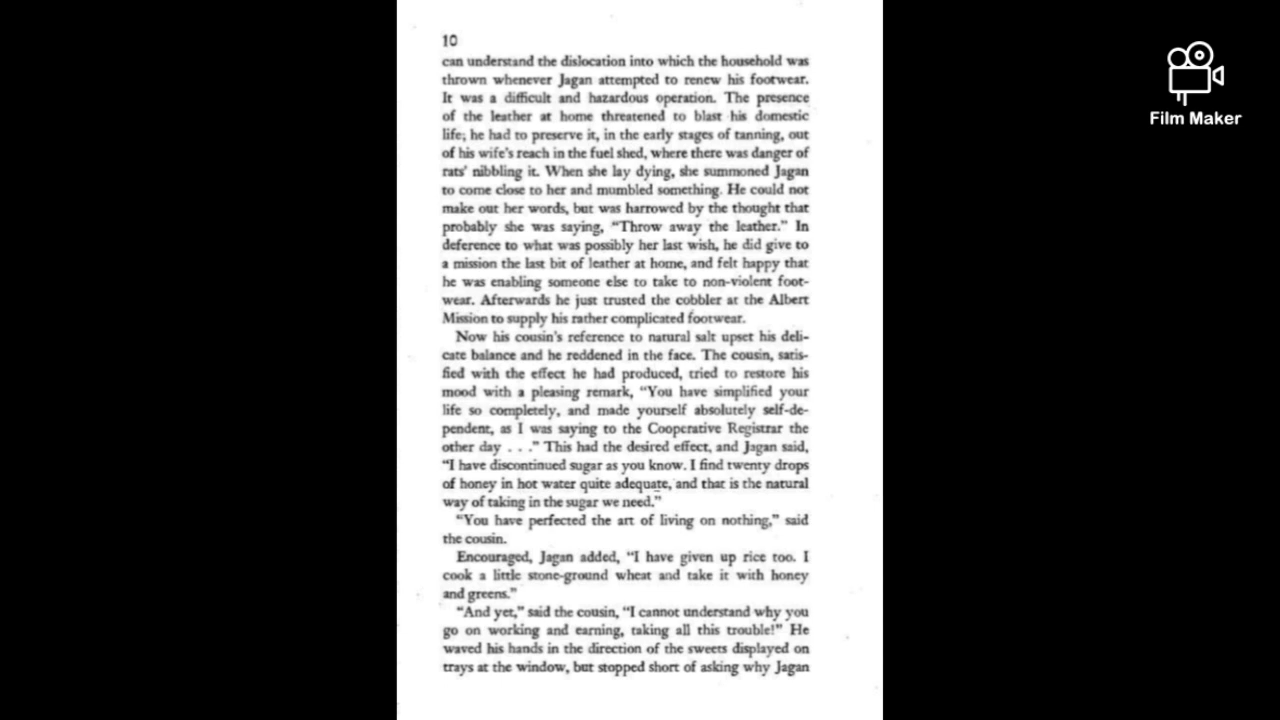 10
can understand the dislocation into which the household was
thrown whenever Jagan attempted to renew his footwear.
It was a difficult and hazardous operation. The presence
of the leather at home threatened to blast his domestic
life; he had to preserve it, in the early stages of tanning, out
of his wife's reach in the fuel shed, where there was danger of
rats' nibbling it. When she lay dying, she summoned Jagan
to come close to her and mumbled something. He could not
make out her words, but was harrowed by the thought that
probably she was saying, "Throw away the leather." In
deference to what was possibly her last wish, he did give to
a mission the last bit of leather at home, and felt happy that
he was enabling someone else to take to non-violent foot-
wear. Afterwards he just trusted the cobbler at the Albert
Mission to supply his rather complicated footwear.
Now his cousin's reference to natural salt upset his deli-
cate balance and he reddened in the face. The cousin, satis-
fied with the effect he had produced, tried to restore his
mood with a pleasing remark, "You have simplified your
life so completely, and made yourself absolutely self-de-
pendent, as I was saying to the Cooperative Registrar the
other day . . ." This had the desired effect, and Jagan said,
"I have discontinued sugar as you know. I find twenty drops
of honey in hot water quite adequate, and that is the natural
way of taking in the sugar we need."
"You have perfected the art of living on nothing," said
the cousin.
Encouraged, Jagan added, "I have given up rice too. I
cook a little stone-ground wheat and take it with honey
and greens."
"And yet," said the cousin, "I cannot understand why you
go on working and earning, taking all this trouble!" He
waved his hands in the direction of the sweets displayed on
trays at the window, but stopped short of asking why Jagan
Film Maker